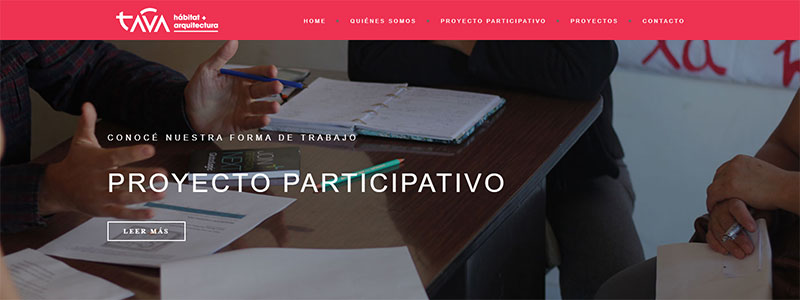 TAVA
hábitat +
arquitectura
HOME
QUIÉNES SOMOS
PROYECTO PARTICIPATIVO
PROYECTOS
CONTACTO
CONOCÉ NUESTRA FORMA DE TRABAJO
PROYECTO PARTICIPATIVO
LEER MÁS